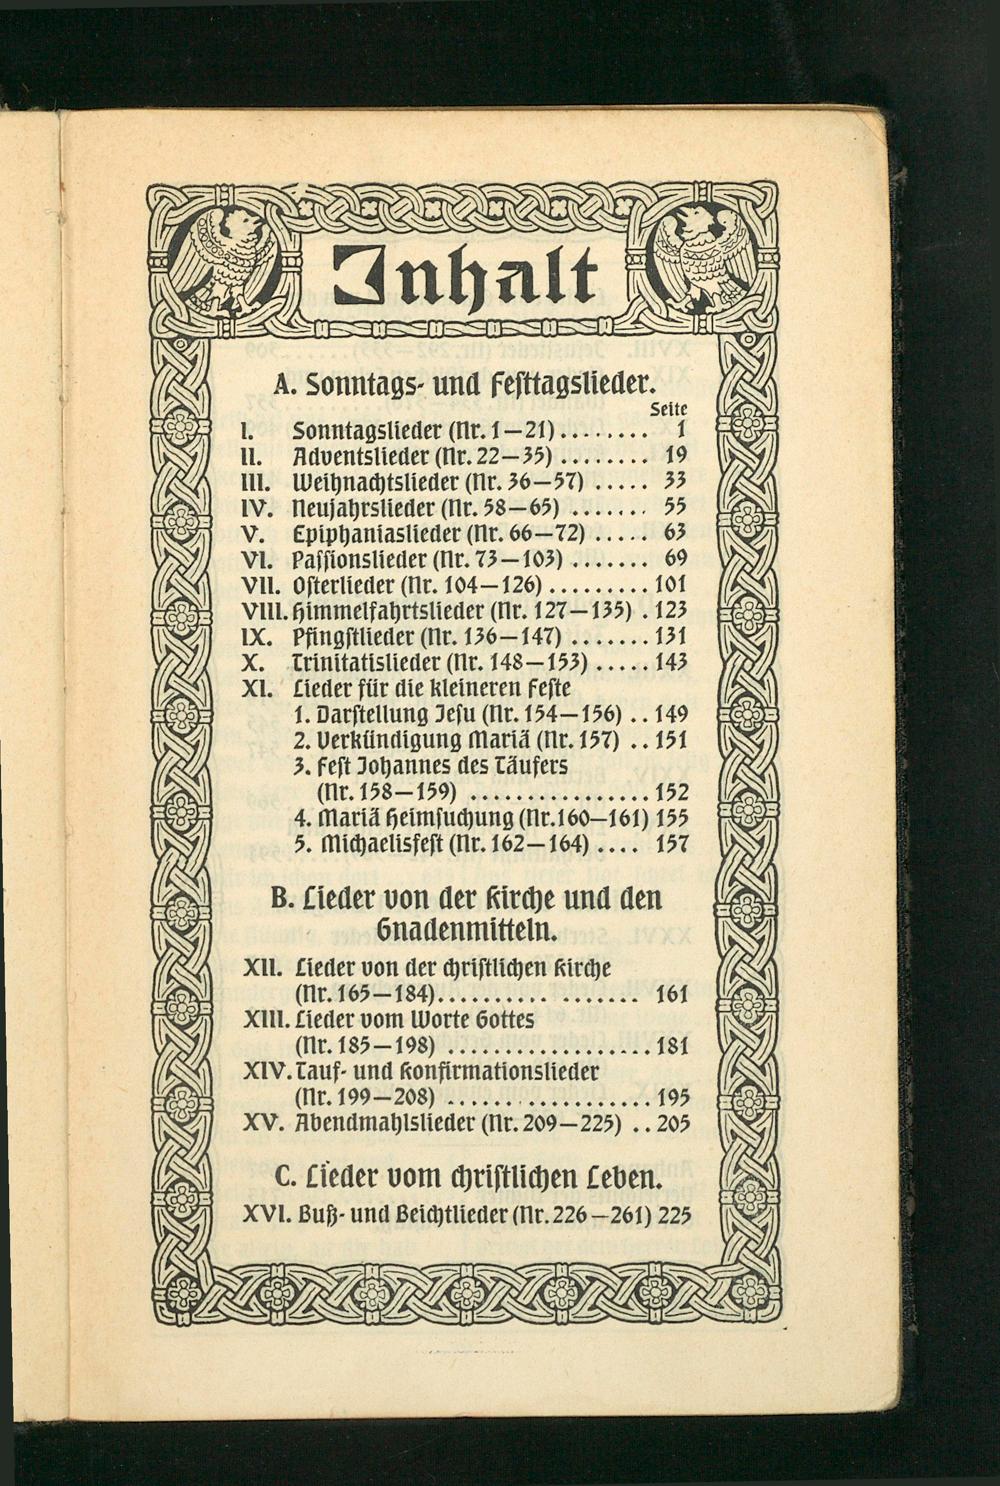 Inhalt
A. Sonntags- und Festtagslieder.
Seite
I. Sonntagslieder (Nr. 1—21) ........ 1
II. Adventslieder (Nr. 22—35) ........ 19
III. Weihnachtslieder (Nr. 36—57) ..... 33
IV. Neujahrslieder (Nr. 58—65) ....... 55
V. Epiphaniaslieder (Nr. 66—72) ..... 63
VI. Passionslieder (Nr. 73—103) ....... 69
VII. Osterlieder (Nr. 104—126) ......... 101
VIII. Himmelfahrtslieder (Nr. 127—135) . 123
IX. Pfingstlieder (Nr. 136—147) ....... 131
X. Trinitatislieder (Nr. 148—153) ..... 143
XI. Lieder für die kleineren Feste
1. Darstellung Jesu (Nr. 154—156) .. 149
2. Verkündigung Mariä (Nr. 157) .. 151
3. Fest Johannes des Täufers
(Nr. 158—159) ................ 152
4. Mariä Heimsuchung (Nr. 160—161) 155
5. Michaelisfest (Nr. 162—164) .... 157
B. Lieder von der Kirche und den
Gnadenmitteln.
XII. Lieder von der christlichen Kirche
(Nr. 165—184).......... ....... 161
XIII. Lieder vom Worte Gottes
(Nr. 185—198) .................. 181
XIV. Tauf- und Konfirmationslieder
(Nr. 199—208) .................. 195
XV. Abendmahlslieder (Nr. 209—225) .. 205
C. Lieder vom christlichen Leben.
XVI. Buß- und Beichtlieder (Nr. 226—261) 225